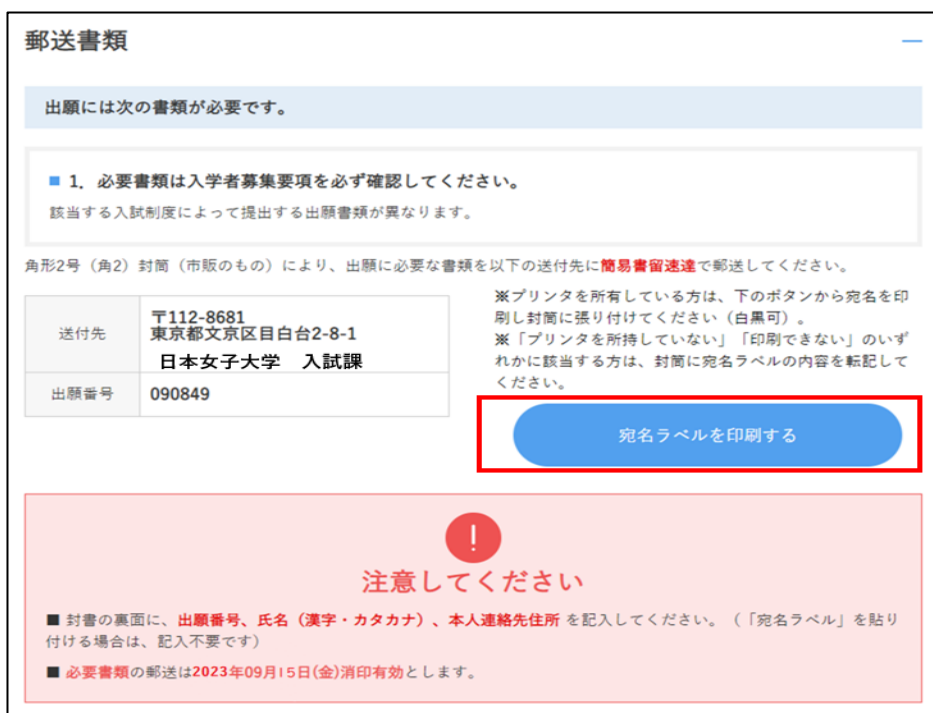 郵送書類
出願には次の書類が必要です。
■ 1．必要書類は入学者募集要項を必ず確認してください。
該当する入試制度によって提出する出願書類が異なります。
角形2号（角2）封筒（市販のもの）により、出願に必要な書類を以下の送付先に簡易書留速達で郵送してください。
送付先
〒112-8681
東京都文京区目白台2-8-1
日本女子大学　入試課
出願番号
090849
※プリンタを所有している方は、下のボタンから宛名を印
刷し封筒に張り付けてください（白黒可）。
※「プリンタを所持していない」「印刷できない」のいず
れかに該当する方は、封筒に宛名ラベルの内容を転記して
ください。
宛名ラベルを印刷する
!
注意してください
■ 封書の裏面に、出願番号、氏名（漢字・カタカナ）、本人連絡先住所 を記入してください。（「宛名ラベル」を貼り
付ける場合は、記入不要です）
■ 必要書類の郵送は2023年09月15日(金)消印有効とします。